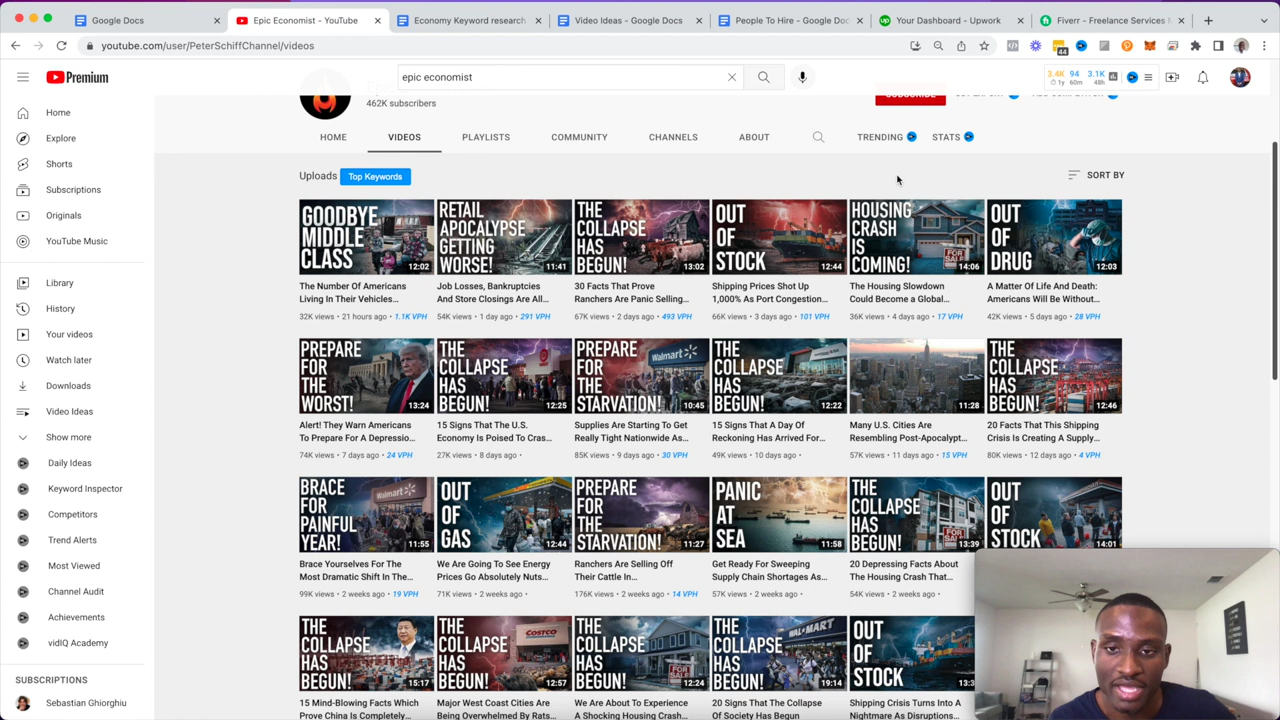 Google Docs
Epic Economist - YouTube
Economy Keyword research
Video Ideas - Google Docs
People To Hire - Google Doc
Your Dashboard - Upwork
Fiverr - Freelance Services M
youtube.com/user/PeterSchiffChannel/videos
44
Premium
epic economist
3.4K 94 3.1K
1y 60m 48h
462K subscribers
SUBSCRIBE
HOME
VIDEOS
PLAYLISTS
COMMUNITY
CHANNELS
ABOUT
TRENDING
STATS
Uploads
Top Keywords
SORT BY
Home
Explore
Shorts
Subscriptions
Originals
YouTube Music
Library
History
Your videos
Watch later
Downloads
Video Ideas
Show more
Daily Ideas
Keyword Inspector
Competitors
Trend Alerts
Most Viewed
Channel Audit
Achievements
vidIQ Academy
SUBSCRIPTIONS
Sebastian Ghiorghiu
GOODBYE
MIDDLE
CLASS
12:02
The Number Of Americans
Living In Their Vehicles...
32K views • 21 hours ago • 1.1K VPH
RETAIL
APOCALYPSE
GETTING
WORSE!
11:41
Job Losses, Bankruptcies
And Store Closings Are All...
54K views • 1 day ago • 291 VPH
THE
COLLAPSE
HAS
BEGUN!
13:02
30 Facts That Prove
Ranchers Are Panic Selling...
67K views • 2 days ago • 493 VPH
OUT
OF
STOCK
12:44
Shipping Prices Shot Up
1,000% As Port Congestion...
66K views • 3 days ago • 101 VPH
HOUSING
CRASH
IS
COMING!
FOR
SALE
14:06
The Housing Slowdown
Could Become a Global...
36K views • 4 days ago • 17 VPH
OUT
OF
DRUG
12:03
A Matter Of Life And Death:
Americans Will Be Without...
42K views • 5 days ago • 28 VPH
PREPARE
FOR
THE
WORST!
13:24
Alert! They Warn Americans
To Prepare For A Depressio...
74K views • 7 days ago • 24 VPH
THE
COLLAPSE
HAS
BEGUN!
12:25
15 Signs That The U.S.
Economy Is Poised To Cras...
27K views • 8 days ago •
PREPARE
FOR
THE
STARVATION!
Walmart
10:45
Supplies Are Starting To Get
Really Tight Nationwide As...
85K views • 9 days ago • 30 VPH
THE
COLLAPSE
HAS
BEGUN!
12:22
15 Signs That A Day Of
Reckoning Has Arrived For...
49K views • 10 days ago •
11:28
Many U.S. Cities Are
Resembling Post-Apocalypt...
57K views • 11 days ago • 15 VPH
THE
COLLAPSE
HAS
BEGUN!
12:46
20 Facts That This Shipping
Crisis Is Creating A Supply...
80K views • 12 days ago • 4 VPH
BRACE
FOR
PAINFUL
YEAR!
Walmart
11:55
Brace Yourselves For The
Most Dramatic Shift In The...
99K views • 2 weeks ago • 19 VPH
OUT
OF
GAS
12:44
We Are Going To See Energy
Prices Go Absolutely Nuts...
71K views • 2 weeks ago •
PREPARE
FOR
THE
STARVATION!
11:27
Ranchers Are Selling Off
Their Cattle In...
176K views • 2 weeks ago • 14 VPH
PANIC
AT
SEA
11:58
Get Ready For Sweeping
Supply Chain Shortages As...
57K views • 2 weeks ago •
THE
COLLAPSE
HAS
BEGUN!
13:39
20 Depressing Facts About
The Housing Crash That...
54K views • 2 weeks ago •
OUT
OF
STOCK
14:01
THE
COLLAPSE
HAS
BEGUN!
15:17
15 Mind-Blowing Facts Which
Prove China Is Completely...
THE
COLLAPSE
HAS
BEGUN!
COSTCO
12:57
Major West Coast Cities Are
Being Overwhelmed By Rats...
THE
COLLAPSE
HAS
BEGUN!
12:24
We Are About To Experience
A Shocking Housing Crash...
THE
COLLAPSE
HAS
BEGUN!
WAL*MART
19:14
20 Signs That The Collapse
Of Society Has Begun
OUT
OF
STOCK
Shipping Crisis Turns Into A
Nightmare As Disruptions...